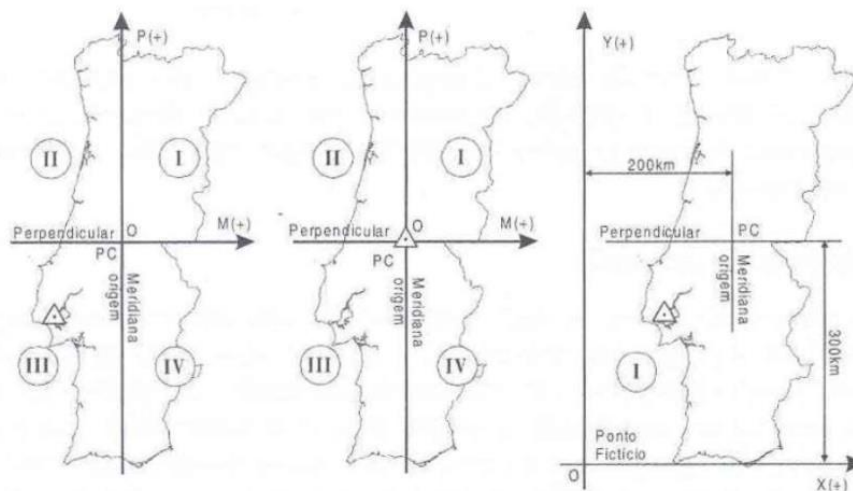 P(+)
II
I
Perpendicular
O
M(+)
PC
Meridiana
origem
III
IV
P(+)
II
I
Perpendicular
O
M(+)
PC
Meridiana
origem
III
IV
Y(+)
200km
Perpendicular
PC
Meridiana
origem
300km
I
Ponto
Fictício
O
X(+)